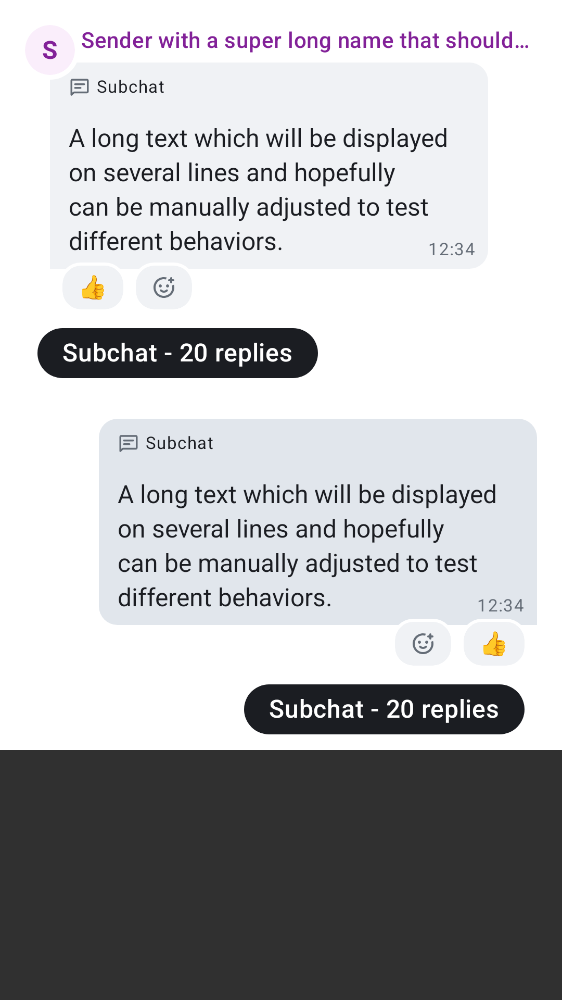 S
Sender with a super long name that should…
Subchat
A long text which will be displayed
on several lines and hopefully
can be manually adjusted to test
different behaviors.
12:34
👍
Subchat - 20 replies
Subchat
A long text which will be displayed
on several lines and hopefully
can be manually adjusted to test
different behaviors.
12:34
👍
Subchat - 20 replies